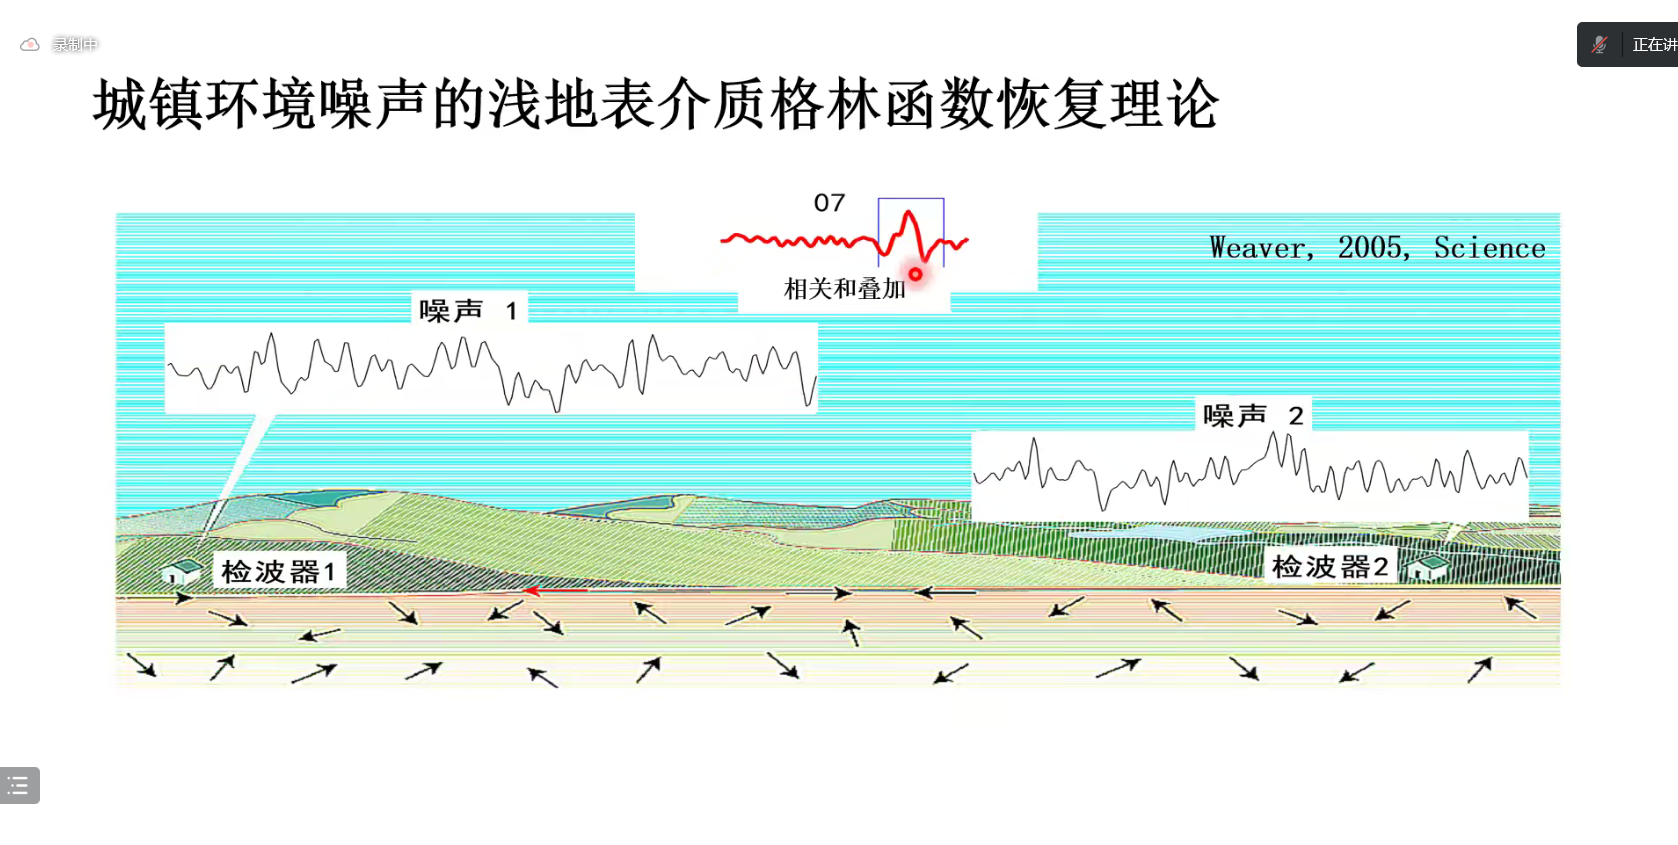 录制中
正在讲
城镇环境噪声的浅地表介质格林函数恢复理论
07
Weaver, 2005, Science
相关和叠加
噪声 1
噪声 2
检波器1
检波器2